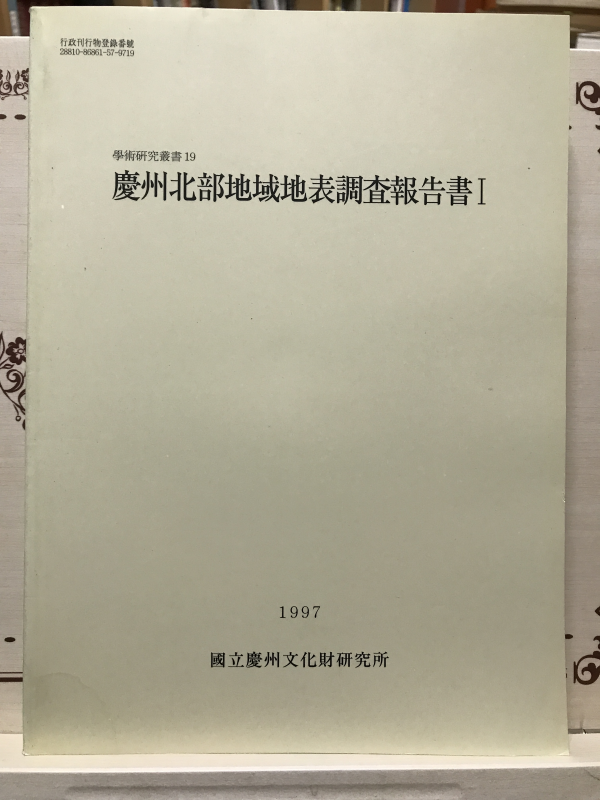 行政刊行物登錄番號
28810-86861-57-9719
學術研究叢書 19
慶州北部地域地表調査報告書 I
1997
國立慶州文化財硏究所